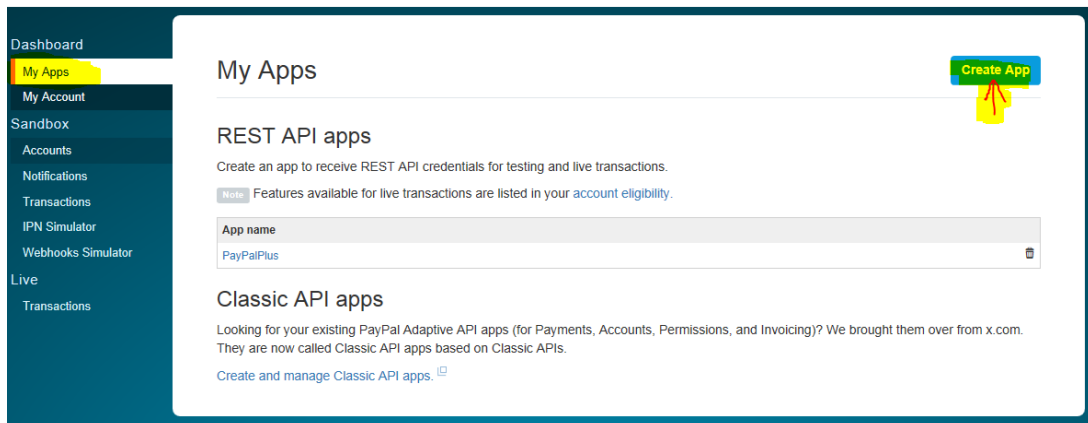 Dashboard
My Apps
My Account
Sandbox
Accounts
Notifications
Transactions
IPN Simulator
Webhooks Simulator
Live
Transactions
My Apps
Create App
REST API apps
Create an app to receive REST API credentials for testing and live transactions.
Note Features available for live transactions are listed in your account eligibility.
App name
PayPalPlus
Classic API apps
Looking for your existing PayPal Adaptive API apps (for Payments, Accounts, Permissions, and Invoicing)? We brought them over from x.com.
They are now called Classic API apps based on Classic APIs.
Create and manage Classic API apps.